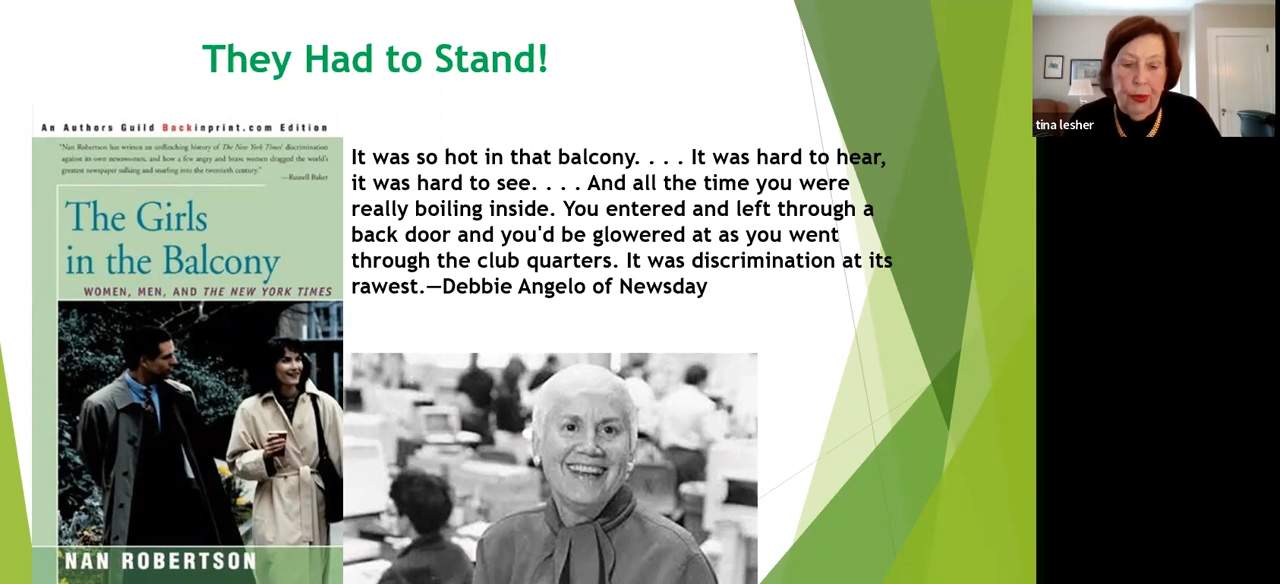 They Had to Stand!
tina lesher
An Authors Guild Backinprint.com Edition
"Nan Robertson has written an unflinching history of The New York Times' discrimination
against its own newswomen, and how a few angry and brave women dragged the world's
greatest newspaper sulking and snarling into the twentieth century."
—Russell Baker
The Girls
in the Balcony
WOMEN, MEN, AND THE NEW YORK TIMES
NAN ROBERTSON
It was so hot in that balcony. . . . It was hard to hear,
it was hard to see. . . . And all the time you were
really boiling inside. You entered and left through a
back door and you'd be glowered at as you went
through the club quarters. It was discrimination at its
rawest.—Debbie Angelo of Newsday